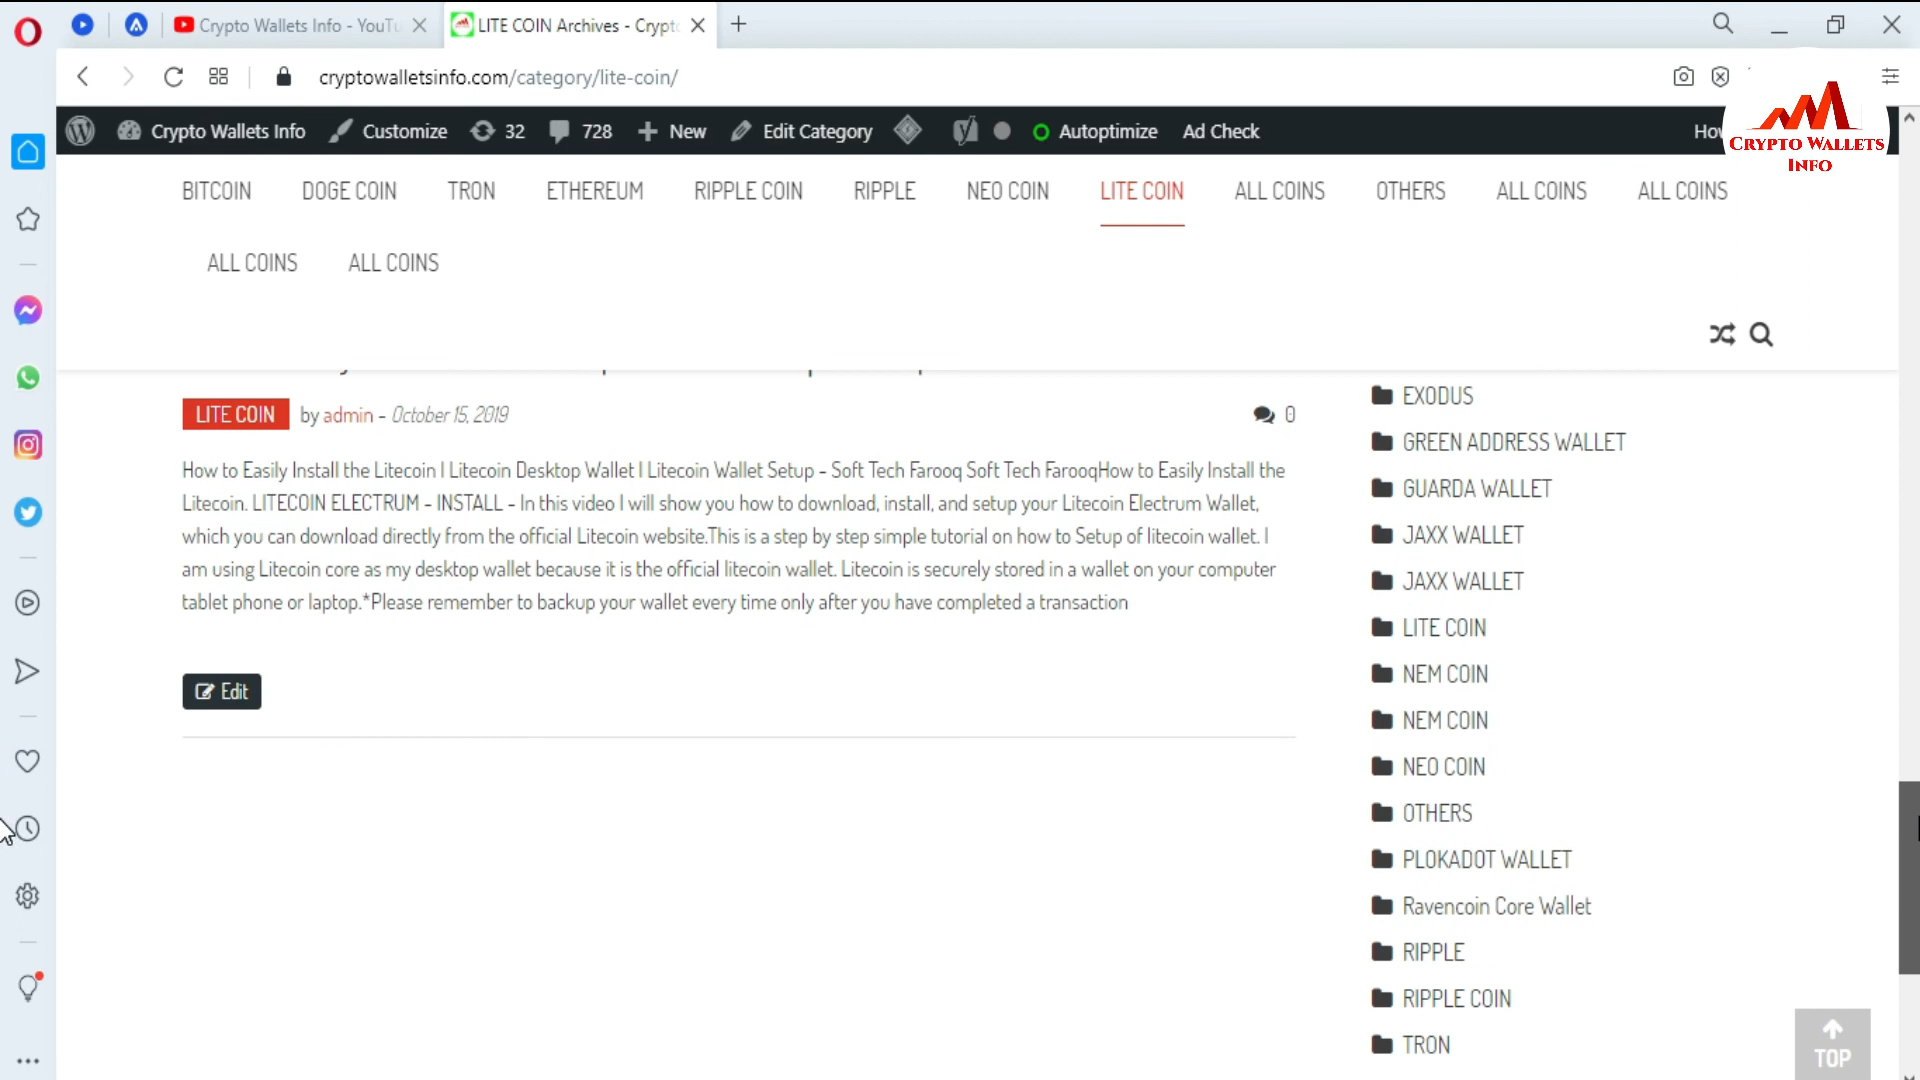 Crypto Wallets Info - YouTu
LITE COIN Archives - Crypto
cryptowalletsinfo.com/category/lite-coin/
Crypto Wallets Info Customize 32 728 New Edit Category Autoptimize Ad Check How
CRYPTO WALLETS
INFO
BITCOIN DOGE COIN TRON ETHEREUM RIPPLE COIN RIPPLE NEO COIN LITE COIN ALL COINS OTHERS ALL COINS ALL COINS
ALL COINS ALL COINS
LITE COIN by admin - October 15, 2019 0
How to Easily Install the Litecoin | Litecoin Desktop Wallet | Litecoin Wallet Setup - Soft Tech Farooq Soft Tech FarooqHow to Easily Install the
Litecoin. LITECOIN ELECTRUM - INSTALL - In this video I will show you how to download, install, and setup your Litecoin Electrum Wallet,
which you can download directly from the official Litecoin website.This is a step by step simple tutorial on how to Setup of litecoin wallet. I
am using Litecoin core as my desktop wallet because it is the official litecoin wallet. Litecoin is securely stored in a wallet on your computer
tablet phone or laptop.*Please remember to backup your wallet every time only after you have completed a transaction
Edit
EXODUS
GREEN ADDRESS WALLET
GUARDA WALLET
JAXX WALLET
JAXX WALLET
LITE COIN
NEM COIN
NEM COIN
NEO COIN
OTHERS
PLOKADOT WALLET
Ravencoin Core Wallet
RIPPLE
RIPPLE COIN
TRON
TOP